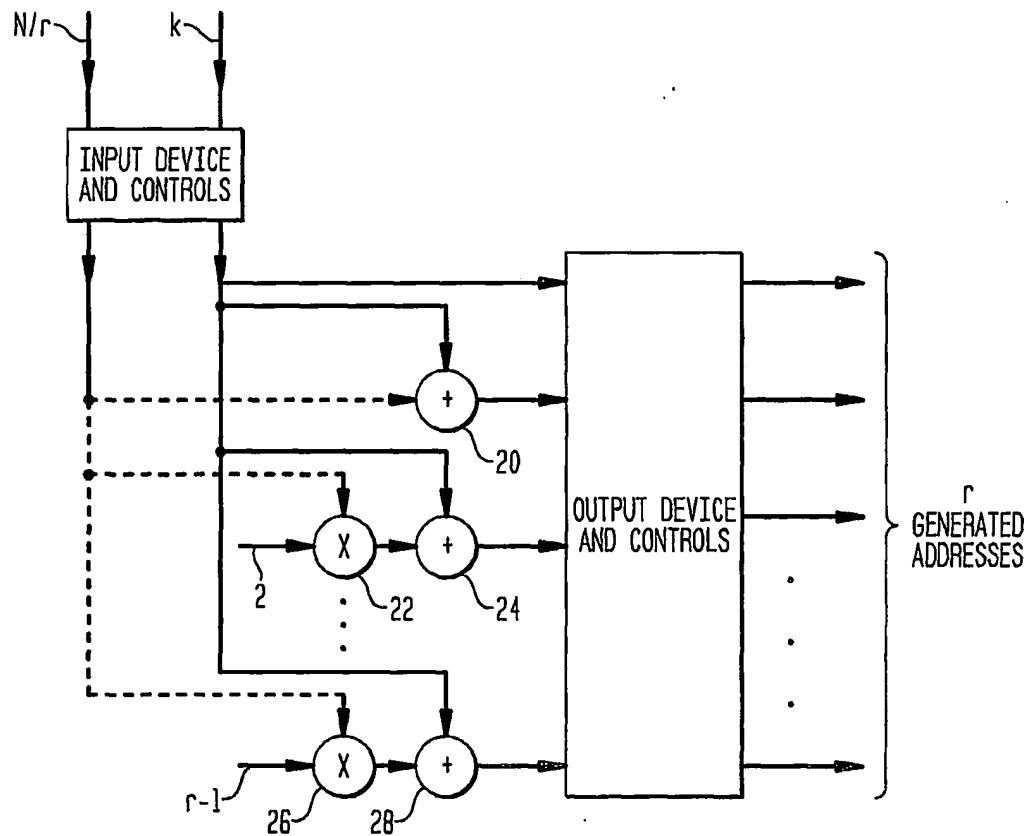 N/r
k
INPUT DEVICE
AND CONTROLS
+
20
OUTPUT DEVICE
AND CONTROLS
r
GENERATED
ADDRESSES
2
X
22
+
24
r-1
X
26
+
28